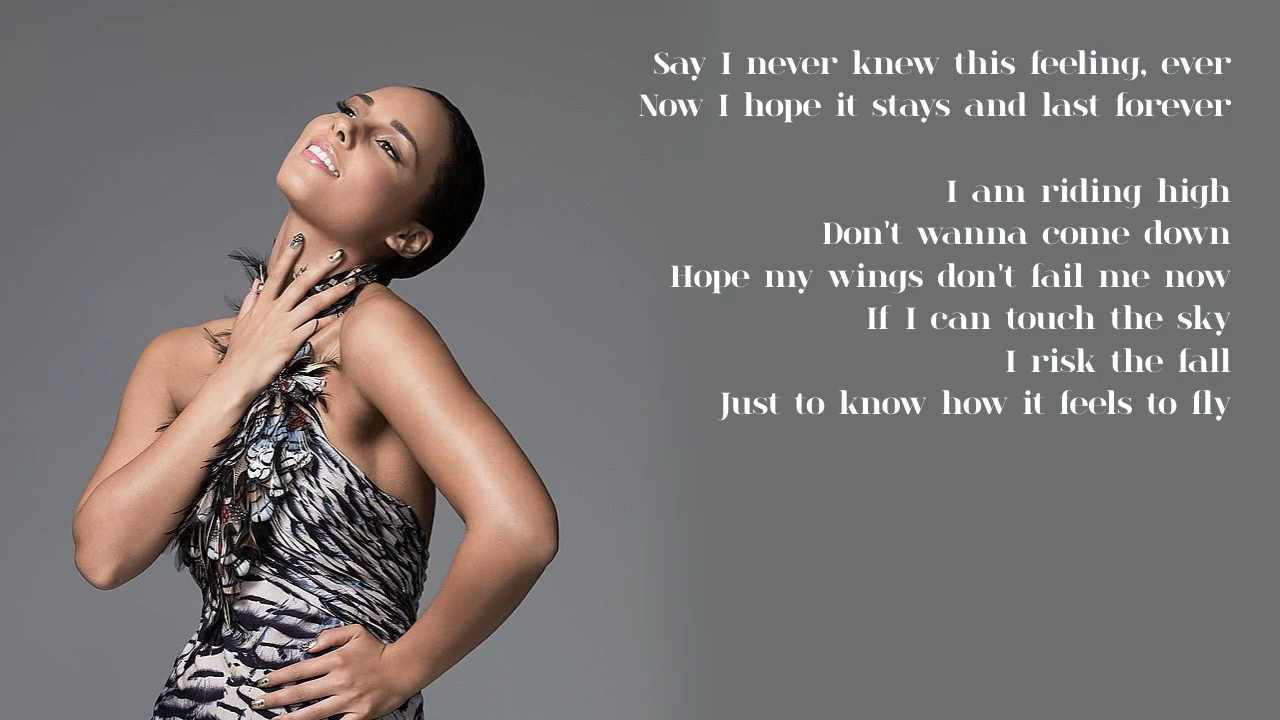 Say I never knew this feeling, ever
Now I hope it stays and last forever
I am riding high
Don't wanna come down
Hope my wings don't fail me now
If I can touch the sky
I risk the fall
Just to know how it feels to fly